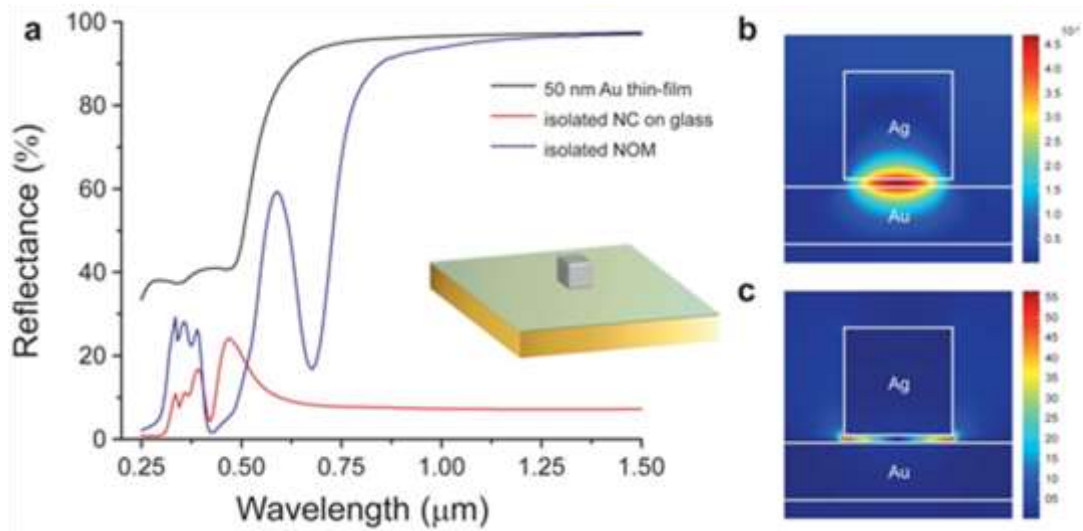 a
100
80
60
40
20
0
Reflectance (%)
0.25
0.50
0.75
1.00
1.25
1.50
Wavelength (μm)
50 nm Au thin-film
isolated NC on glass
isolated NOM
b
Ag
Au
4.5
4.0
3.5
3.0
2.5
2.0
1.5
1.0
0.5
c
Ag
Au
55
50
45
40
35
30
25
20
15
10
05